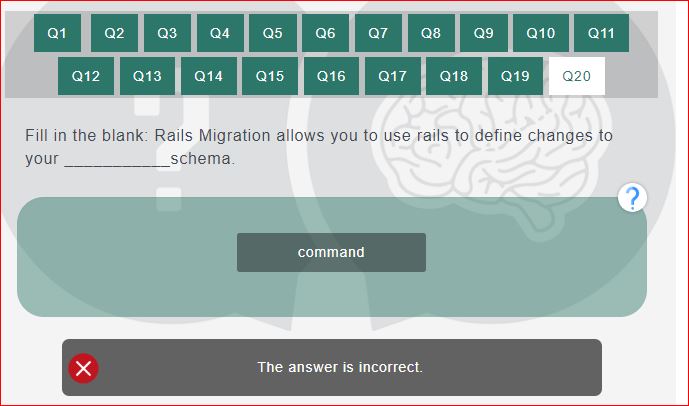 Q1 Q2 Q3 Q4 Q5 Q6 Q7 Q8 Q9 Q10 Q11
Q12 Q13 Q14 Q15 Q16 Q17 Q18 Q19 Q20
Fill in the blank: Rails Migration allows you to use rails to define changes to
your ____________schema.
?
command
The answer is incorrect.